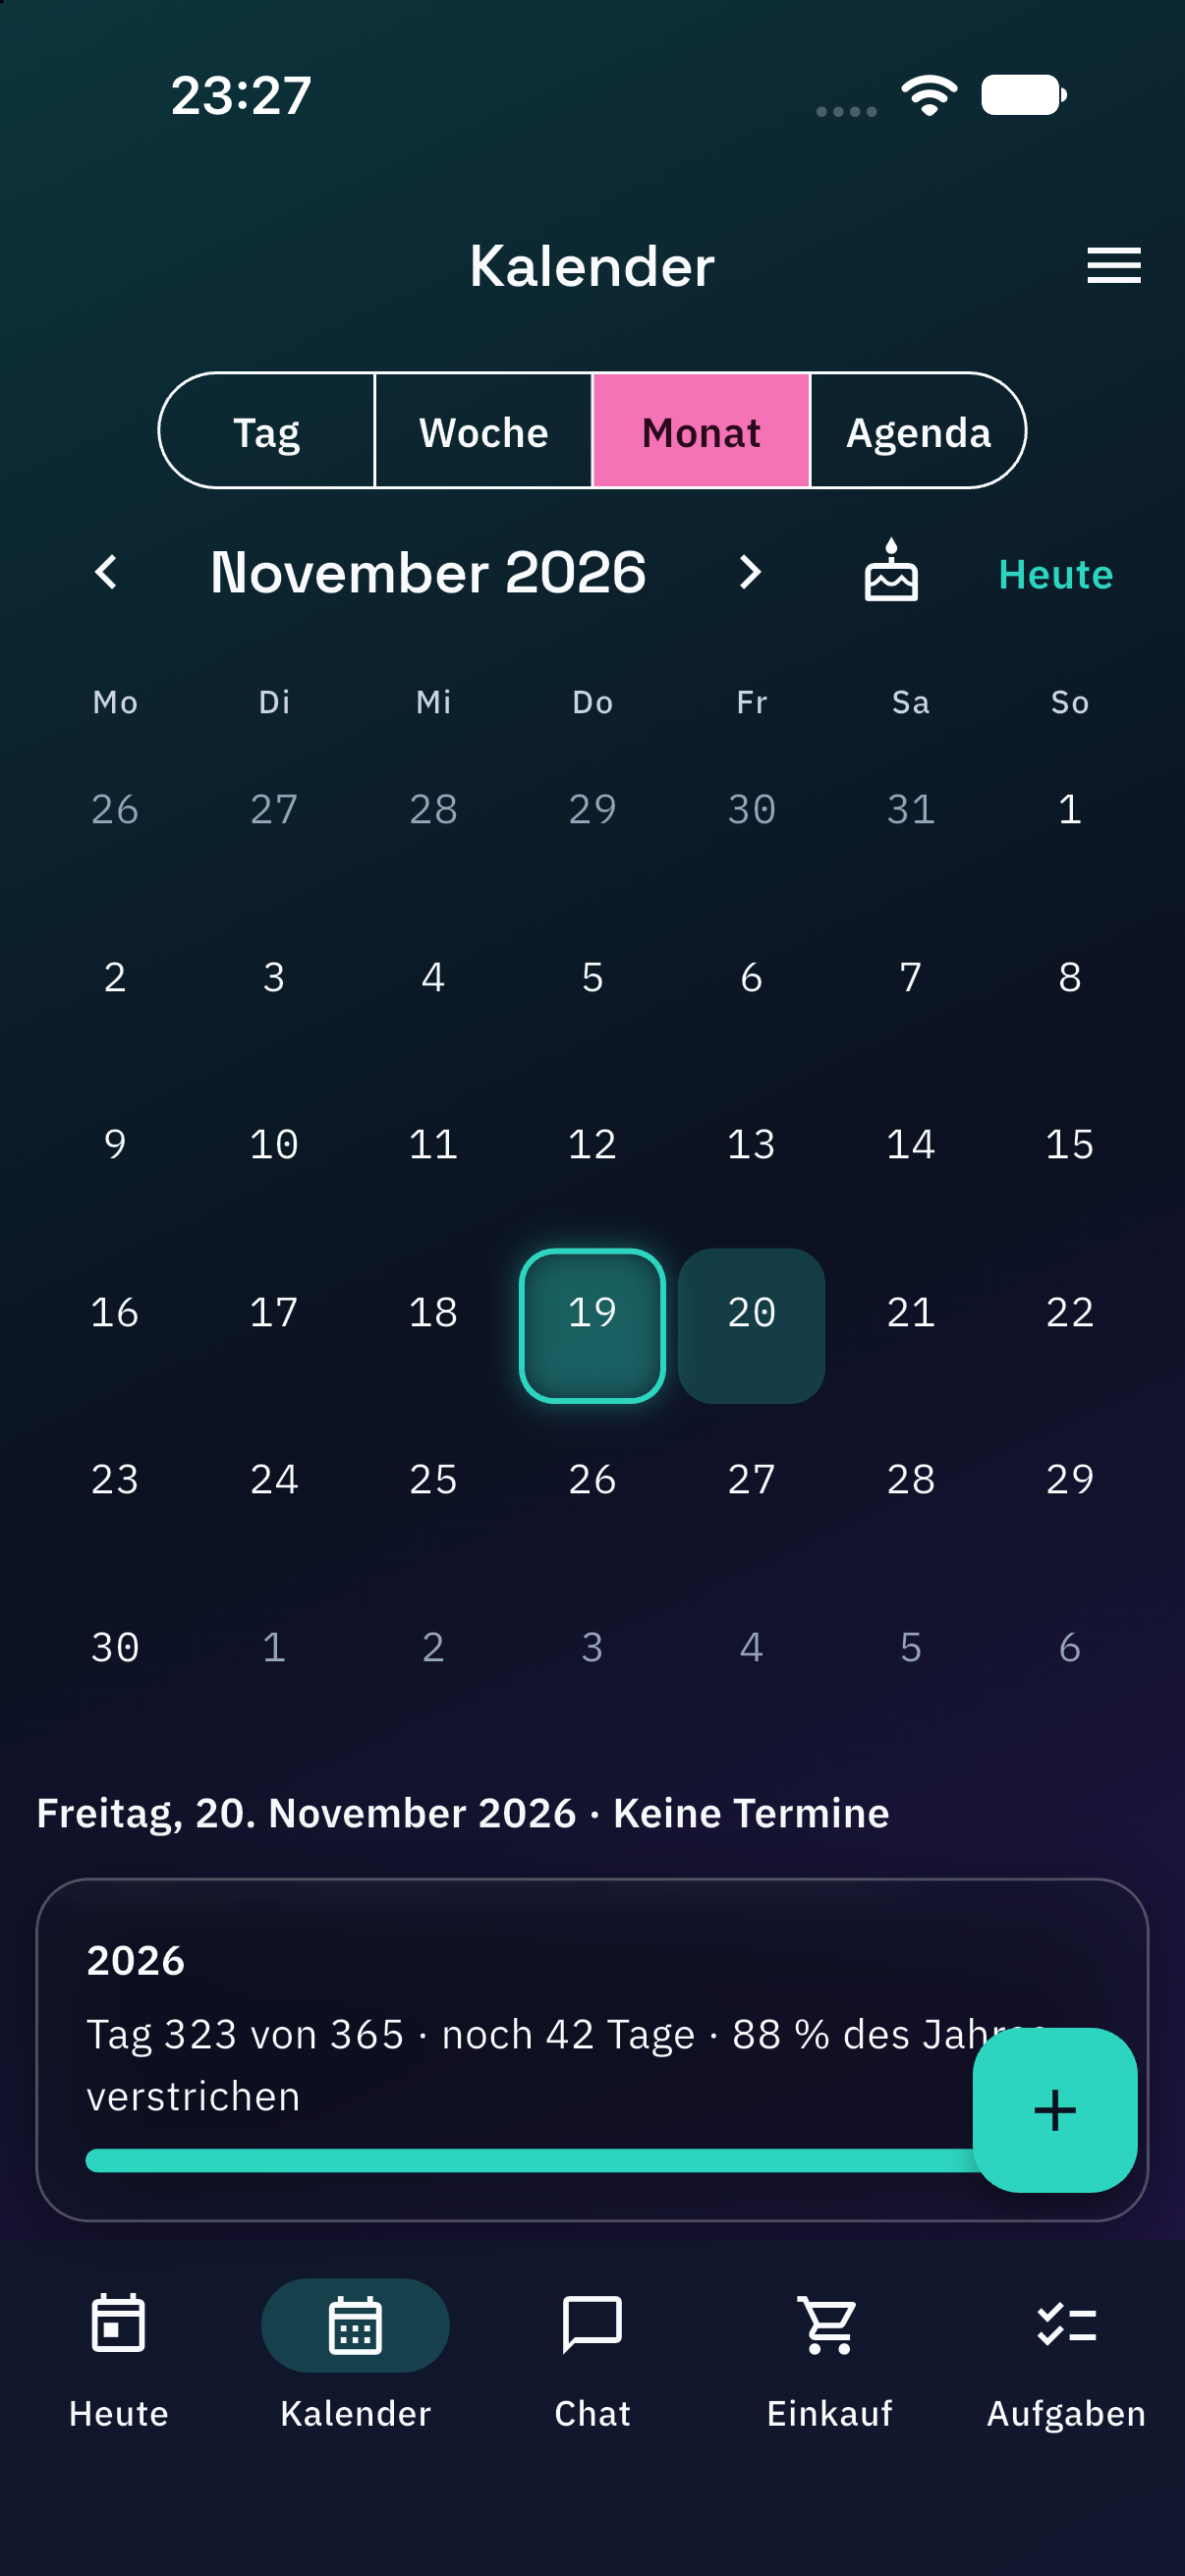 23:27
Kalender
Tag Woche Monat Agenda
November 2026 Heute
Mo Di Mi Do Fr Sa So
26 27 28 29 30 31 1
2 3 4 5 6 7 8
9 10 11 12 13 14 15
16 17 18 19 20 21 22
23 24 25 26 27 28 29
30 1 2 3 4 5 6
Freitag, 20. November 2026 · Keine Termine
2026
Tag 323 von 365 · noch 42 Tage · 88 % des
verstrichen
+
Heute Kalender Chat Einkauf Aufgaben